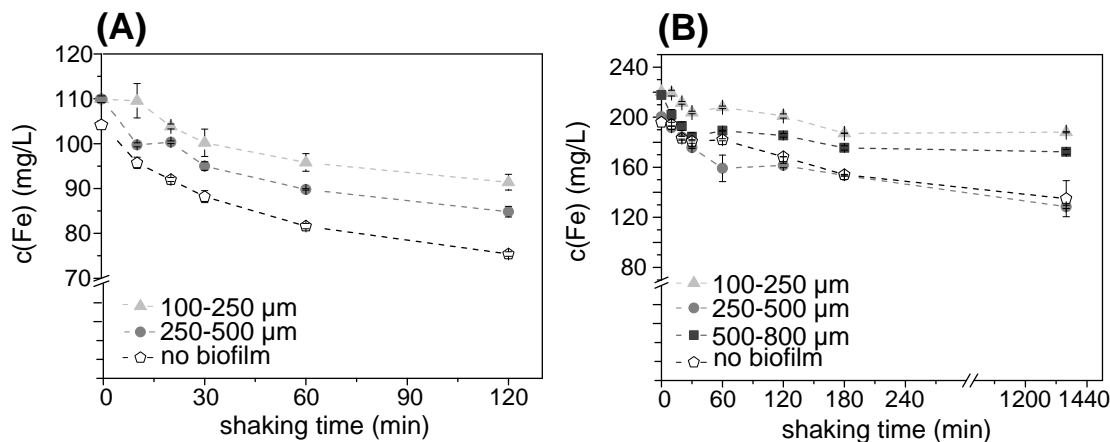 (A)
120
110
100
90
80
70
c(Fe) (mg/L)
100-250 µm
250-500 µm
no biofilm
0 30 60 90 120
shaking time (min)
(B)
240
200
160
120
80
c(Fe) (mg/L)
100-250 µm
250-500 µm
500-800 µm
no biofilm
0 60 120 180 240 1200 1440
shaking time (min)